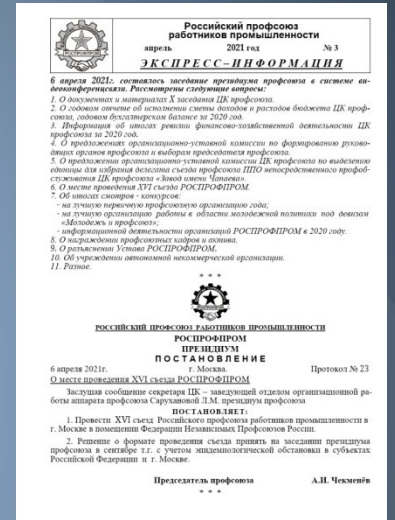 Российский профсоюз
работников промышленности
апрель 2021 год № 3
ЭКСПРЕСС–ИНФОРМАЦИЯ
6 апреля 2021г. состоялось заседание президиума профсоюза в системе ви-
деоконференцсвязи. Рассмотрены следующие вопросы:
1. О документах и материалах X заседания ЦК профсоюза.
2. О годовом отчете об исполнении сметы доходов и расходов бюджета ЦК проф-
союза, годовом бухгалтерском балансе за 2020 год.
3. Информация об итогах ревизии финансово-хозяйственной деятельности ЦК
профсоюза за 2020 год.
4. О предложениях организационно-уставной комиссии по формированию руково-
дящих органов профсоюза и выборам председателя профсоюза.
5. О предложении организационно-уставной комиссии ЦК профсоюза по выделению
единицы для избрания делегата съезда профсоюза ППО непосредственного профоб-
служивания ЦК профсоюза «Завод имени Чапаева».
6. О месте проведения XVI съезда РОСПРОФПРОМ.
7. Об итогах смотров - конкурсов:
- на лучшую первичную профсоюзную организацию года;
- на лучшую организацию работы в области молодежной политики под девизом
«Молодежь и профсоюз»;
- информационной деятельности организаций РОСПРОФПРОМ в 2020 году.
8. О награждении профсоюзных кадров и актива.
9. О разъяснении Устава РОСПРОФПРОМ.
10. Об учреждении автономной некоммерческой организации.
11. Разное.
* * *
РОССИЙСКИЙ ПРОФСОЮЗ РАБОТНИКОВ ПРОМЫШЛЕННОСТИ
РОСПРОФПРОМ
ПРЕЗИДИУМ
ПОСТАНОВЛЕНИЕ
6 апреля 2021г. г. Москва. Протокол № 23
О месте проведения XVI съезда РОСПРОФПРОМ
Заслушав сообщение секретаря ЦК – заведующей отделом организационной ра-
боты аппарата профсоюза Сарухановой Л.М. президиум профсоюза
ПОСТАНОВЛЯЕТ:
1. Провести XVI съезд Российского профсоюза работников промышленности в
г. Москве в помещении Федерации Независимых Профсоюзов России.
2. Решение о формате проведения съезда принять на заседании президиума
профсоюза в сентябре т.г. с учетом эпидемиологической обстановки в субъектах
Российской Федерации и г. Москве.
Председатель профсоюза А.И. Чекменёв
* * *